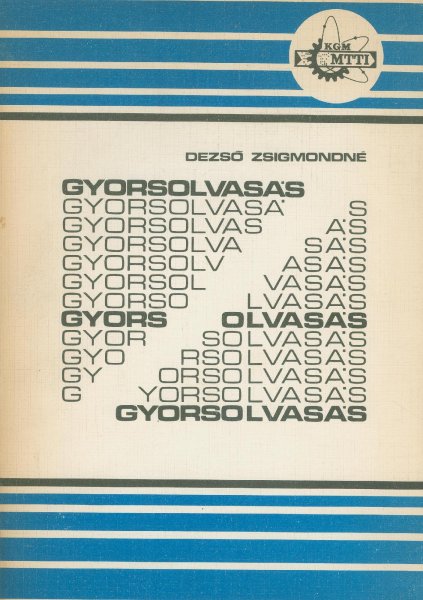 KGM
MTTI
DEZSŐ ZSIGMONDNÉ
GYORSOLVASÁS
GYORSOLVASÁ S
GYORSOLVAS ÁS
GYORSOLVA SÁS
GYORSOLV ASÁS
GYORSOL VASÁS
GYORSO LVASÁS
GYORS OLVASÁS
GYOR SOLVASÁS
GYO RSOLVASÁS
GY ORSOLVASÁS
G YORSOLVASÁS
GYORSOLVASÁS